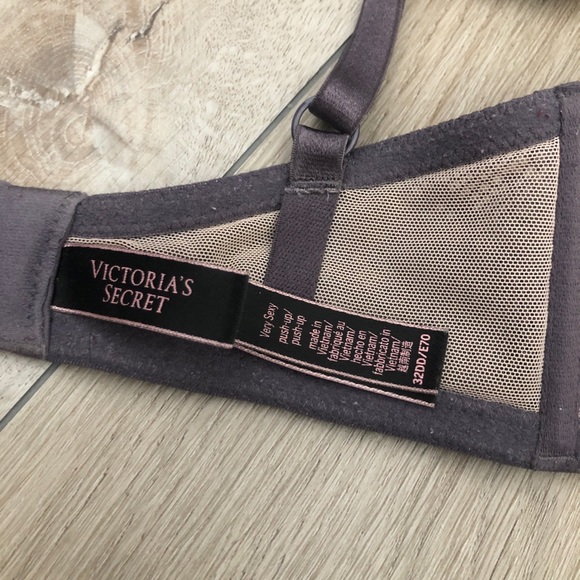 VICTORIA'S
SECRET
Very Sexy
push-up/
push-up
made in
Vietnam/
fabriqué au
Vietnam/
hecho en
Vietnam/
fabbricato in
Vietnam/
越南制造
32DD/E70